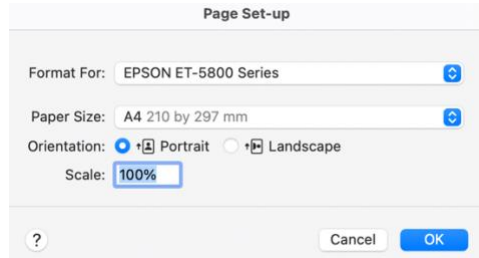 Page Set-up
Format For: EPSON ET-5800 Series
Paper Size: A4 210 by 297 mm
Orientation: Portrait Landscape
Scale: 100%
? Cancel OK